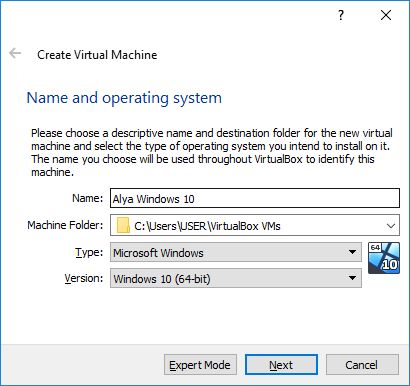 ?
Create Virtual Machine
Name and operating system
Please choose a descriptive name and destination folder for the new virtual
machine and select the type of operating system you intend to install on it.
The name you choose will be used throughout VirtualBox to identify this
machine.
Name: Alya Windows 10
Machine Folder: C:\Users\USER\VirtualBox VMs
Type: Microsoft Windows
64
10
Version: Windows 10 (64-bit)
Expert Mode Next Cancel